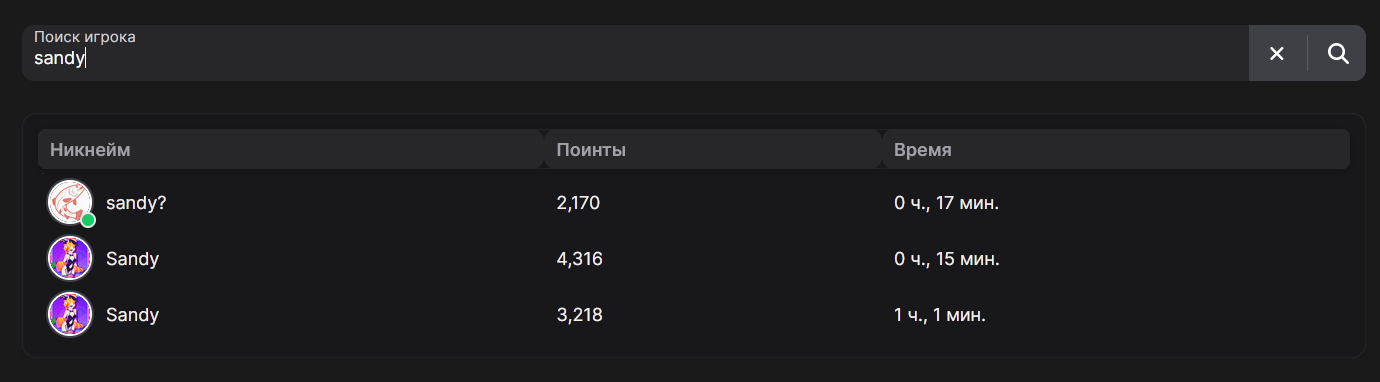 Поиск игрока
sandy
Никнейм Поинты Время
sandy? 2,170 0 ч., 17 мин.
Sandy 4,316 0 ч., 15 мин.
Sandy 3,218 1 ч., 1 мин.